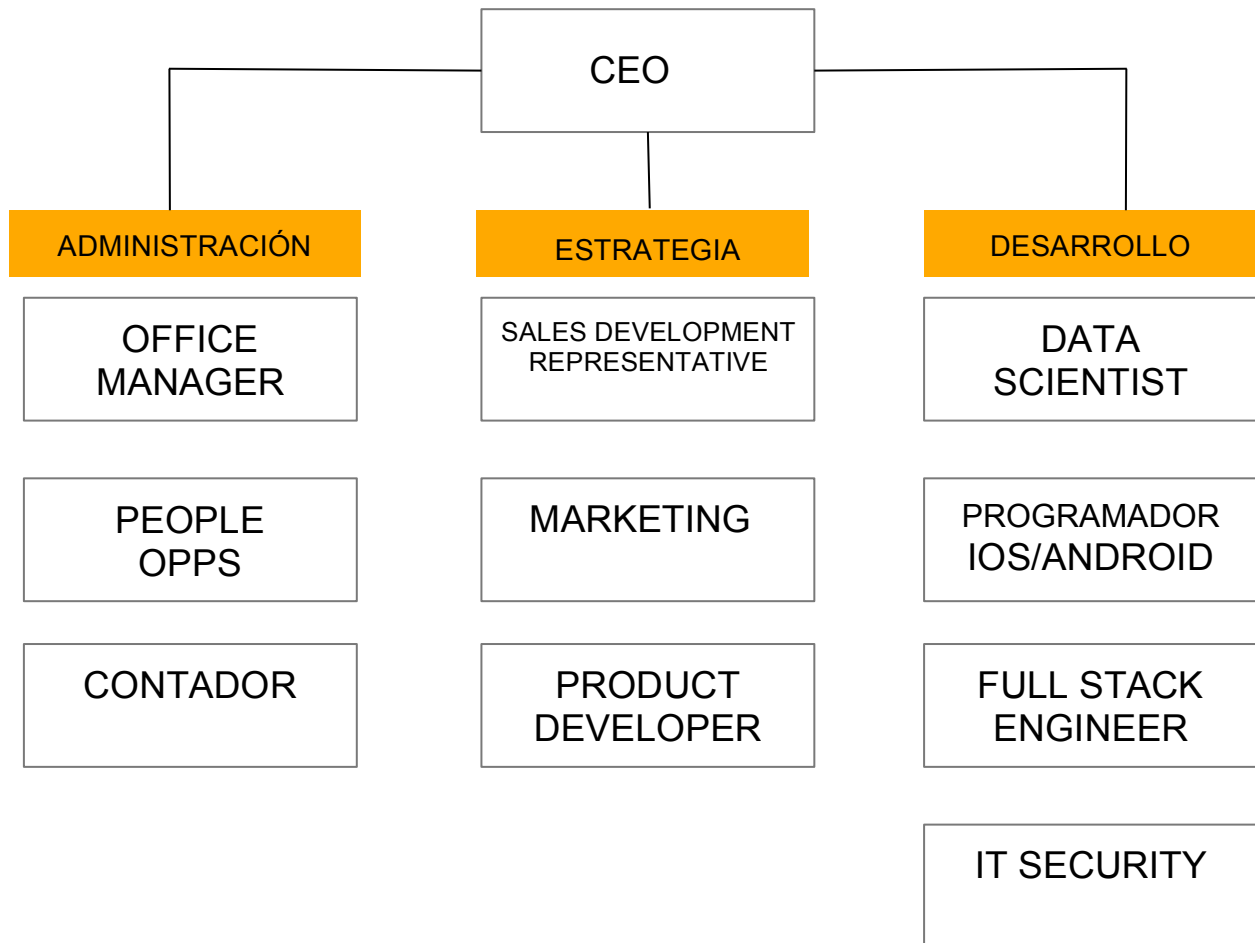 CEO
ADMINISTRACIÓN
ESTRATEGIA
DESARROLLO
OFFICE
MANAGER
SALES DEVELOPMENT
REPRESENTATIVE
DATA
SCIENTIST
PEOPLE
OPPS
MARKETING
PROGRAMADOR
IOS/ANDROID
CONTADOR
PRODUCT
DEVELOPER
FULL STACK
ENGINEER
IT SECURITY